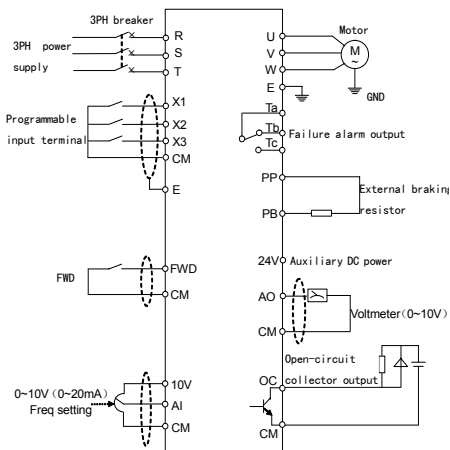 3PH breaker
3PH power
supply
R
S
T
X1
X2
X3
CM
Programmable
input terminal
E
FWD
FWD
CM
10V
0~10V（0~20mA）
AI
Freq setting
CM
U
V
W
E
Motor
M
~
GND
Ta
Tb
Tc
Failure alarm output
PP
External braking
resistor
PB
24V
Auxiliary DC power
AO
Voltmeter（0~10V）
CM
Open-circuit
OC
collector output
CM